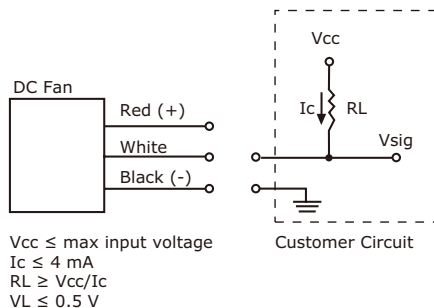 Vcc
DC Fan
Ic
RL
Red (+)
Vsig
White
Black (-)
Vcc ≤ max input voltage
Customer Circuit
Ic ≤ 4 mA
RL ≥ Vcc/Ic
VL ≤ 0.5 V